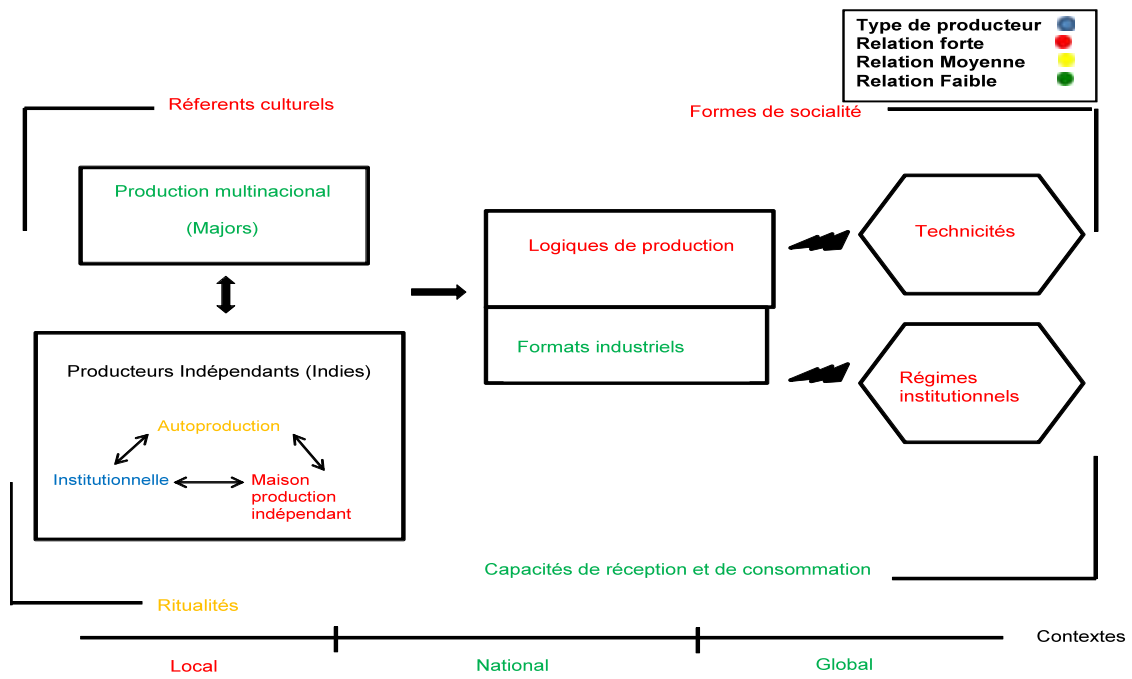 Type de producteur
Relation forte
Relation Moyenne
Relation Faible
Réferents culturels
Formes de socialité
Production multinacional
(Majors)
Logiques de production
Technicités
Formats industriels
Producteurs Indépendants (Indies)
Régimes
institutionnels
Autoproduction
Institutionnelle
Maison
production
indépendant
Capacités de réception et de consommation
Ritualités
Contextes
Local
National
Global